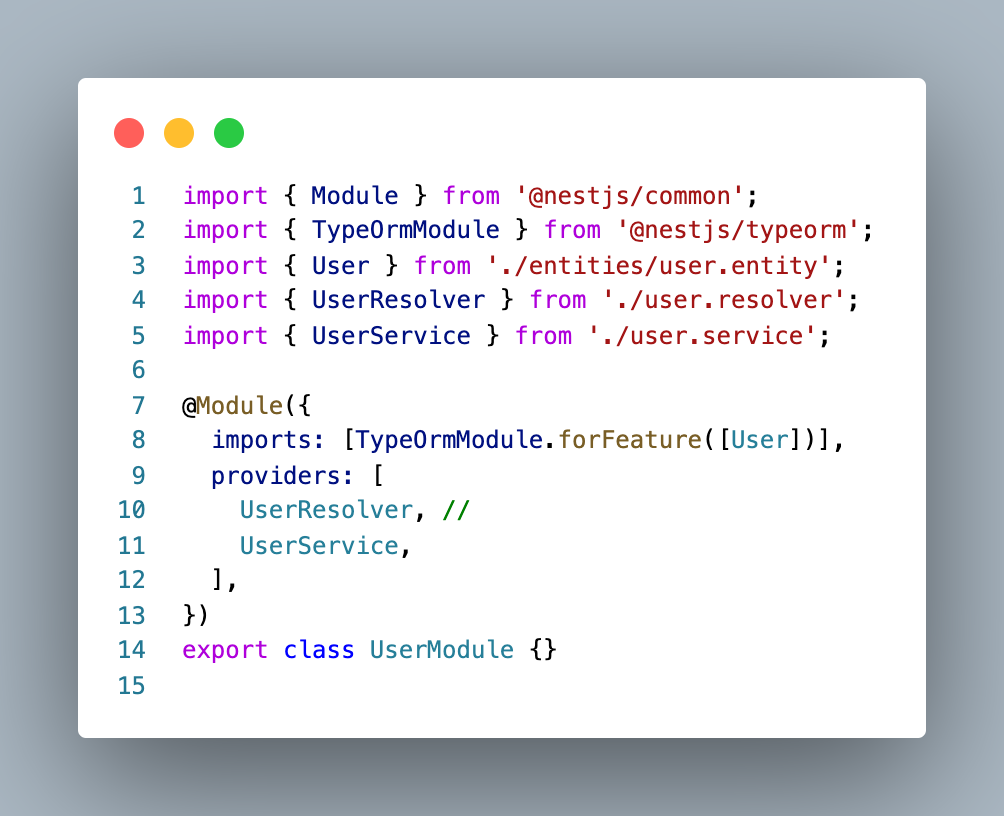 1 import { Module } from '@nestjs/common';
2 import { TypeOrmModule } from '@nestjs/typeorm';
3 import { User } from './entities/user.entity';
4 import { UserResolver } from './user.resolver';
5 import { UserService } from './user.service';
6
7 @Module({
8   imports: [TypeOrmModule.forFeature([User])],
9   providers: [
10     UserResolver, //
11     UserService,
12   ],
13 })
14 export class UserModule {}
15